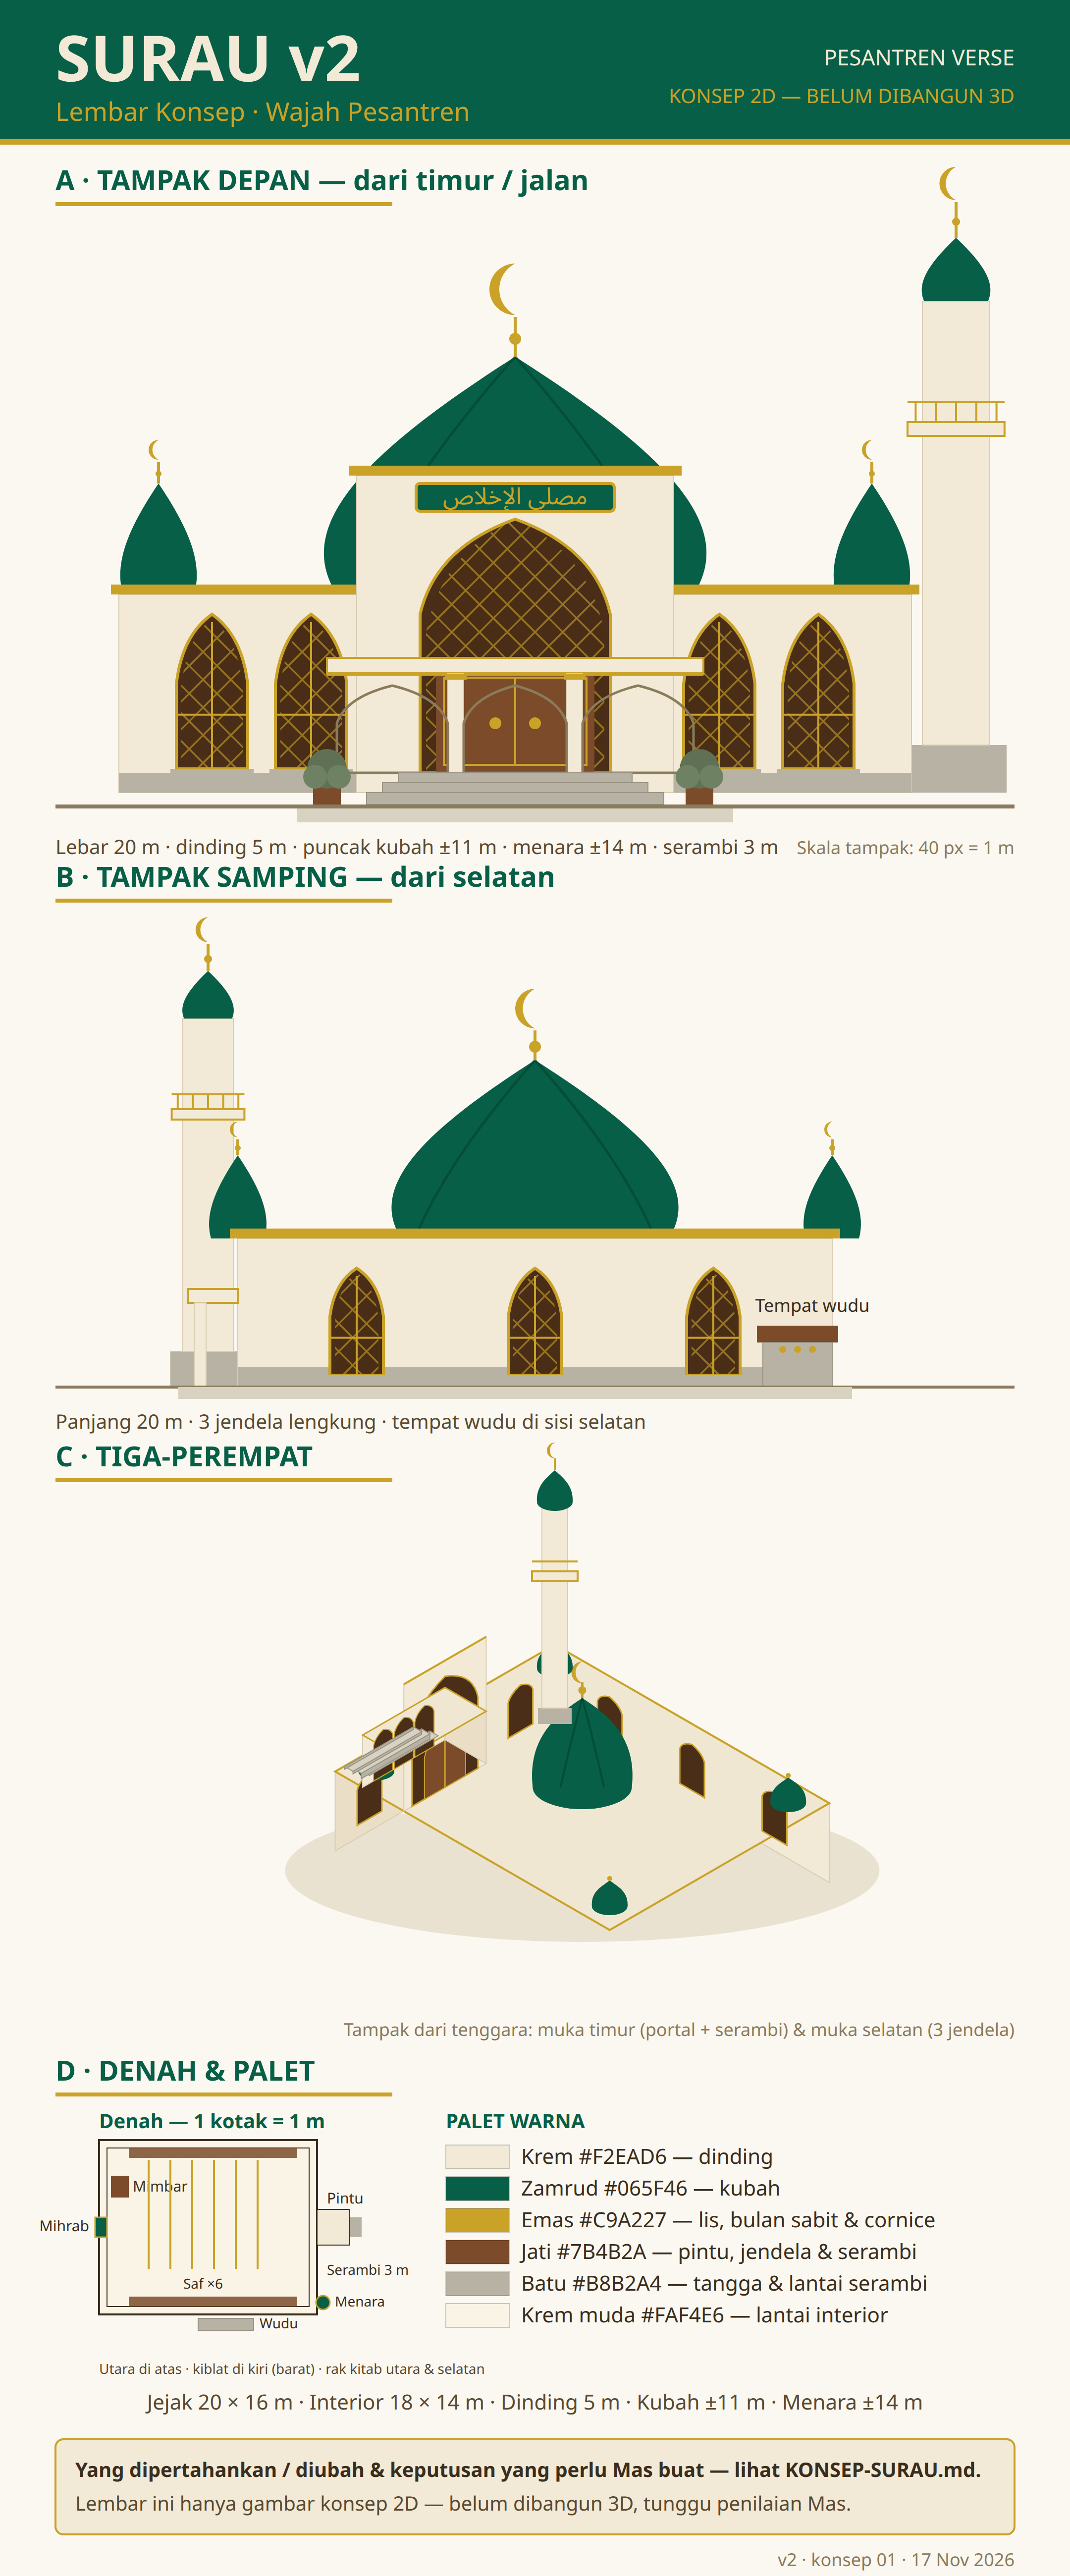 SURAU v2
Lembar Konsep · Wajah Pesantren
PESANTREN VERSE
KONSEP 2D — BELUM DIBANGUN 3D
A · TAMPAK DEPAN — dari timur / jalan
مصلى الإخلاص
Lebar 20 m · dinding 5 m · puncak kubah ±11 m · menara ±14 m · serambi 3 m
Skala tampak: 40 px = 1 m
B · TAMPAK SAMPING — dari selatan
Tempat wudu
Panjang 20 m · 3 jendela lengkung · tempat wudu di sisi selatan
C · TIGA-PEREMPAT
Tampak dari tenggara: muka timur (portal + serambi) & muka selatan (3 jendela)
D · DENAH & PALET
Denah — 1 kotak = 1 m
Mimbar
Mihrab
Pintu
Serambi 3 m
Saf ×6
Menara
Wudu
Utara di atas · kiblat di kiri (barat) · rak kitab utara & selatan
PALET WARNA
Krem #F2EAD6 — dinding
Zamrud #065F46 — kubah
Emas #C9A227 — lis, bulan sabit & cornice
Jati #7B4B2A — pintu, jendela & serambi
Batu #B8B2A4 — tangga & lantai serambi
Krem muda #FAF4E6 — lantai interior
Jejak 20 × 16 m · Interior 18 × 14 m · Dinding 5 m · Kubah ±11 m · Menara ±14 m
Yang dipertahankan / diubah & keputusan yang perlu Mas buat — lihat KONSEP-SURAU.md.
Lembar ini hanya gambar konsep 2D — belum dibangun 3D, tunggu penilaian Mas.
v2 · konsep 01 · 17 Nov 2026